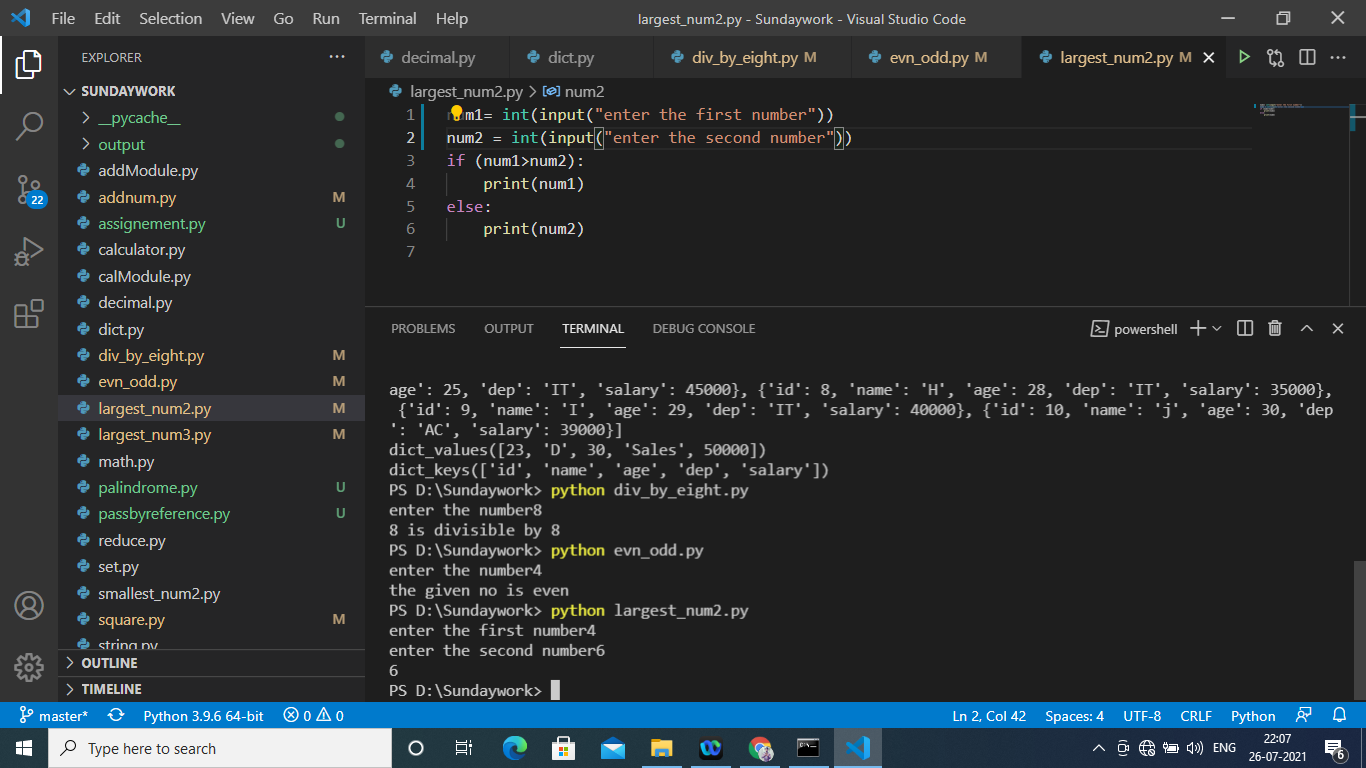 File Edit Selection View Go Run Terminal Help
largest_num2.py - Sundaywork - Visual Studio Code
EXPLORER
SUNDAYWORK
__pycache__
output
addModule.py
addnum.py M
assignement.py U
calculator.py
calModule.py
decimal.py
dict.py
div_by_eight.py M
evn_odd.py M
largest_num2.py M
largest_num3.py M
math.py
palindrome.py U
passbyreference.py U
reduce.py
set.py
smallest_num2.py
square.py M
string.py
OUTLINE
TIMELINE
22
decimal.py dict.py div_by_eight.py M evn_odd.py M largest_num2.py M
largest_num2.py > num2
1 num1= int(input("enter the first number"))
2 num2 = int(input("enter the second number"))
3 if (num1>num2):
4 print(num1)
5 else:
6 print(num2)
7
PROBLEMS OUTPUT TERMINAL DEBUG CONSOLE
powershell
age': 25, 'dep': 'IT', 'salary': 45000}, {'id': 8, 'name': 'H', 'age': 28, 'dep': 'IT', 'salary': 35000},
{'id': 9, 'name': 'I', 'age': 29, 'dep': 'IT', 'salary': 40000}, {'id': 10, 'name': 'j', 'age': 30, 'dep
': 'AC', 'salary': 39000}]
dict_values([23, 'D', 30, 'Sales', 50000])
dict_keys(['id', 'name', 'age', 'dep', 'salary'])
PS D:\Sundaywork> python div_by_eight.py
enter the number8
8 is divisible by 8
PS D:\Sundaywork> python evn_odd.py
enter the number4
the given no is even
PS D:\Sundaywork> python largest_num2.py
enter the first number4
enter the second number6
6
PS D:\Sundaywork>
master* Python 3.9.6 64-bit 0 0 Ln 2, Col 42 Spaces: 4 UTF-8 CRLF Python
Type here to search
ENG
22:07
26-07-2021
6